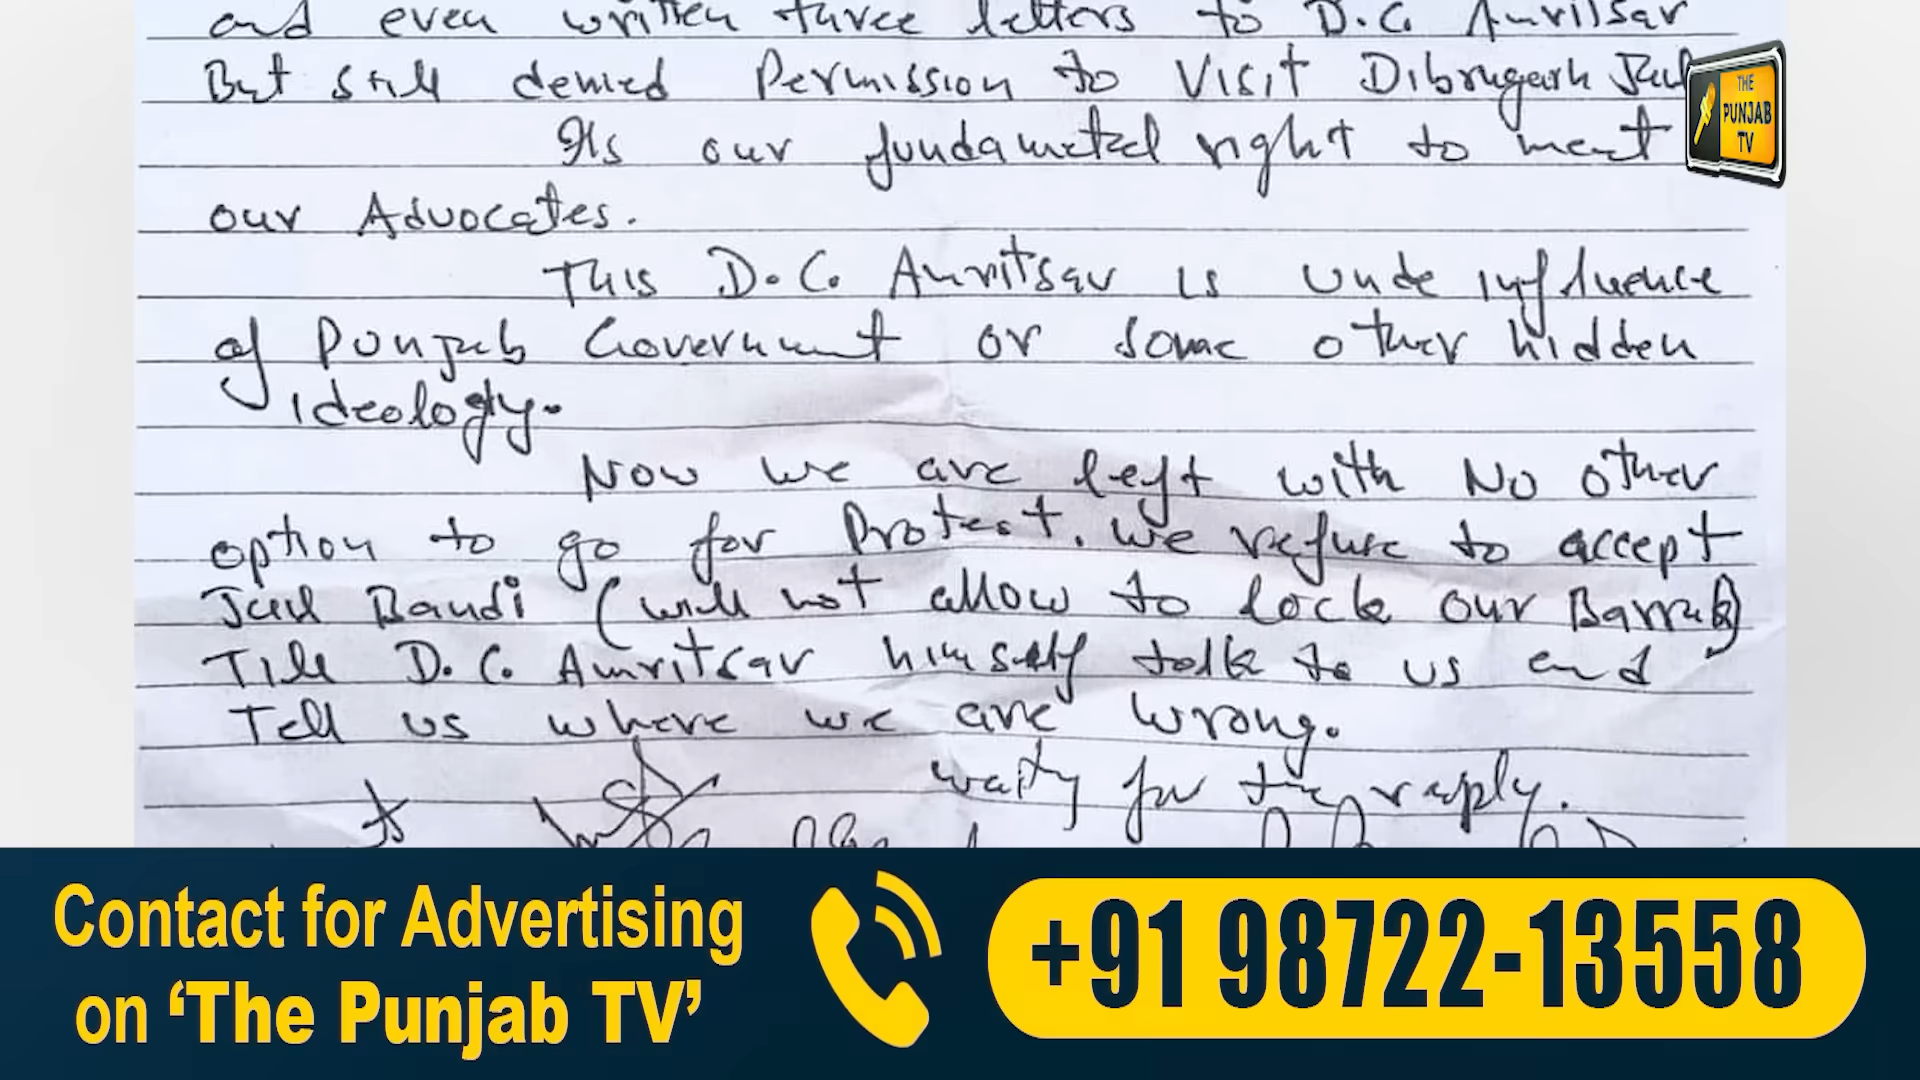 and even written three letters to D.C. Amritsar
But still denied Permission to Visit Dibrugarh Jail
Its our fundametal right to meet
our Advocates.
This D.C. Amritsar is unde influence
of Punjab Government or some other hidden
ideology.
Now we are left with No other
option to go for Protest. We refuse to accept
Jail Bandi (will not allow to lock our Barrak)
Till D.C. Amritsar himself talk to us and
Tell us where we are wrong.
waitg for the reply.
THE
PUNJAB
TV
Contact for Advertising
on ‘The Punjab TV’
+91 98722-13558